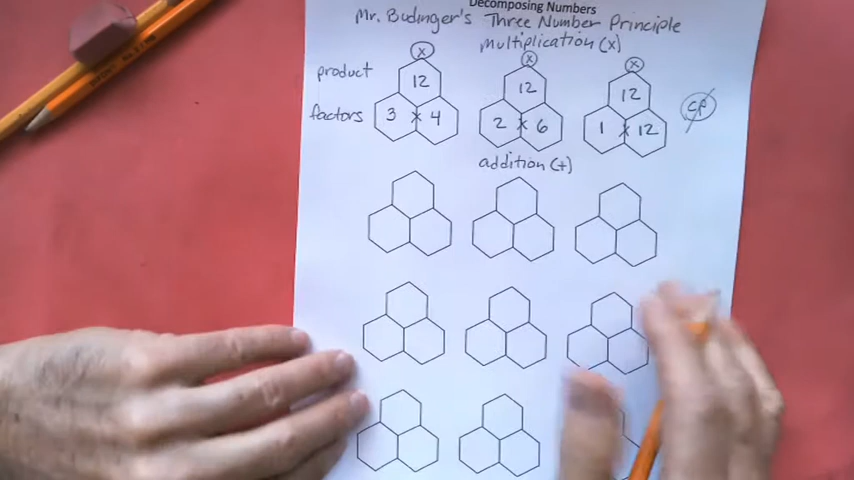 Decomposing Numbers
Mr. Budinger's Three Number Principle
multiplication (x)
x x x
product 12 12 12
factors 3 x 4 2 x 6 1 x 12 CP
addition (+)